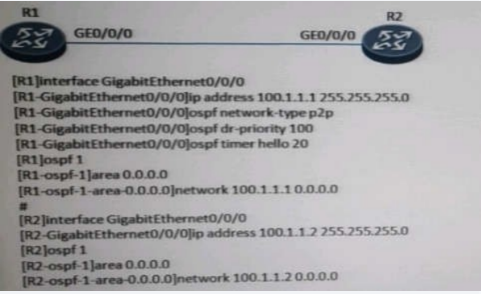 R1
R2
GE0/0/0
GE0/0/0
[R1]interface GigabitEthernet0/0/0
[R1-GigabitEthernet0/0/0]ip address 100.1.1.1 255.255.255.0
[R1-GigabitEthernet0/0/0]ospf network-type p2p
[R1-GigabitEthernet0/0/0]ospf dr-priority 100
[R1-GigabitEthernet0/0/0]ospf timer hello 20
[R1]ospf 1
[R1-ospf-1]area 0.0.0.0
[R1-ospf-1-area-0.0.0.0]network 100.1.1.1 0.0.0.0
#
[R2]interface GigabitEthernet0/0/0
[R2-GigabitEthernet0/0/0]ip address 100.1.1.2 255.255.255.0
[R2]ospf 1
[R2-ospf-1]area 0.0.0.0
[R2-ospf-1-area-0.0.0.0]network 100.1.1.2 0.0.0.0